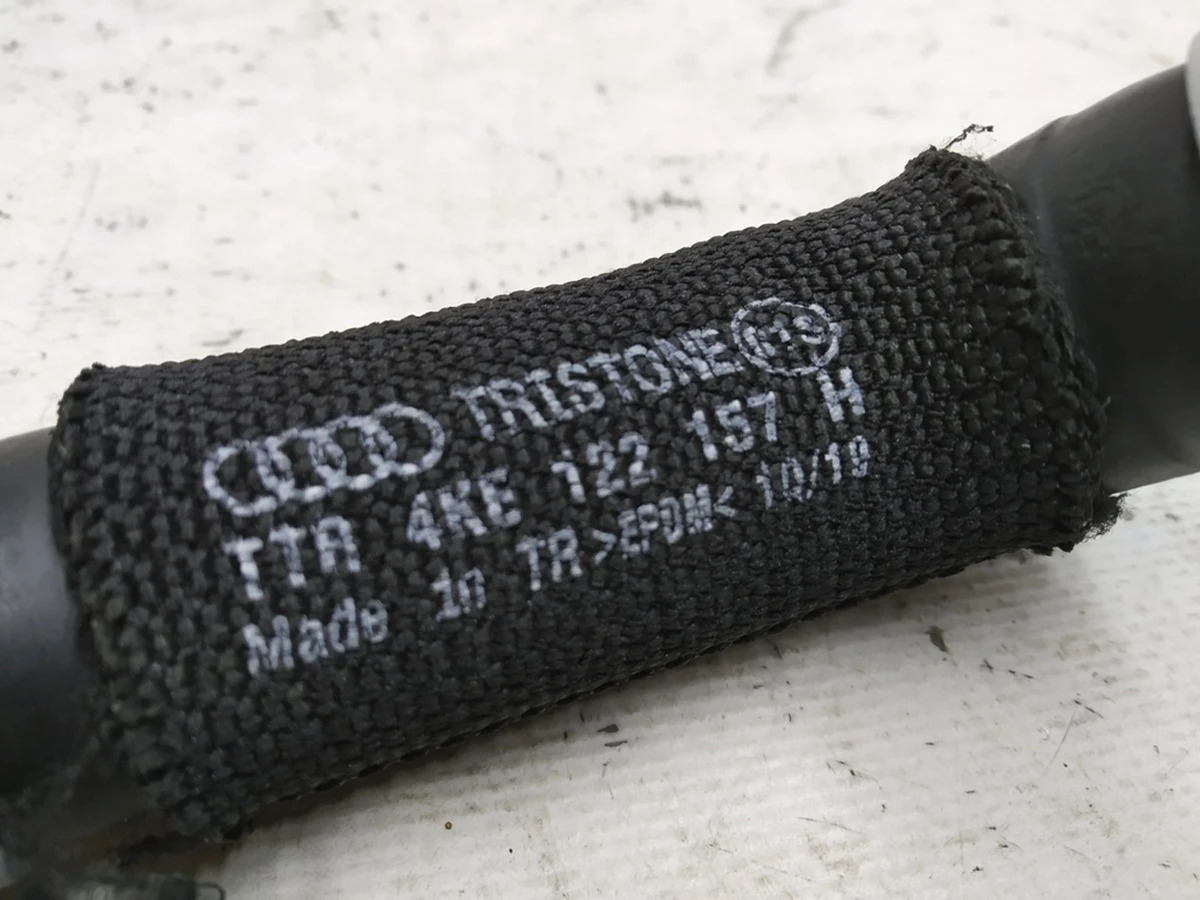 TRISTONE
TTR 4KE 122 157 H
Made in TR >EPDM< 10/19